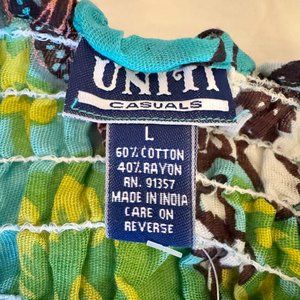 UNITI
CASUALS
L
60% COTTON
40% RAYON
RN. 91357
MADE IN INDIA
CARE ON
REVERSE